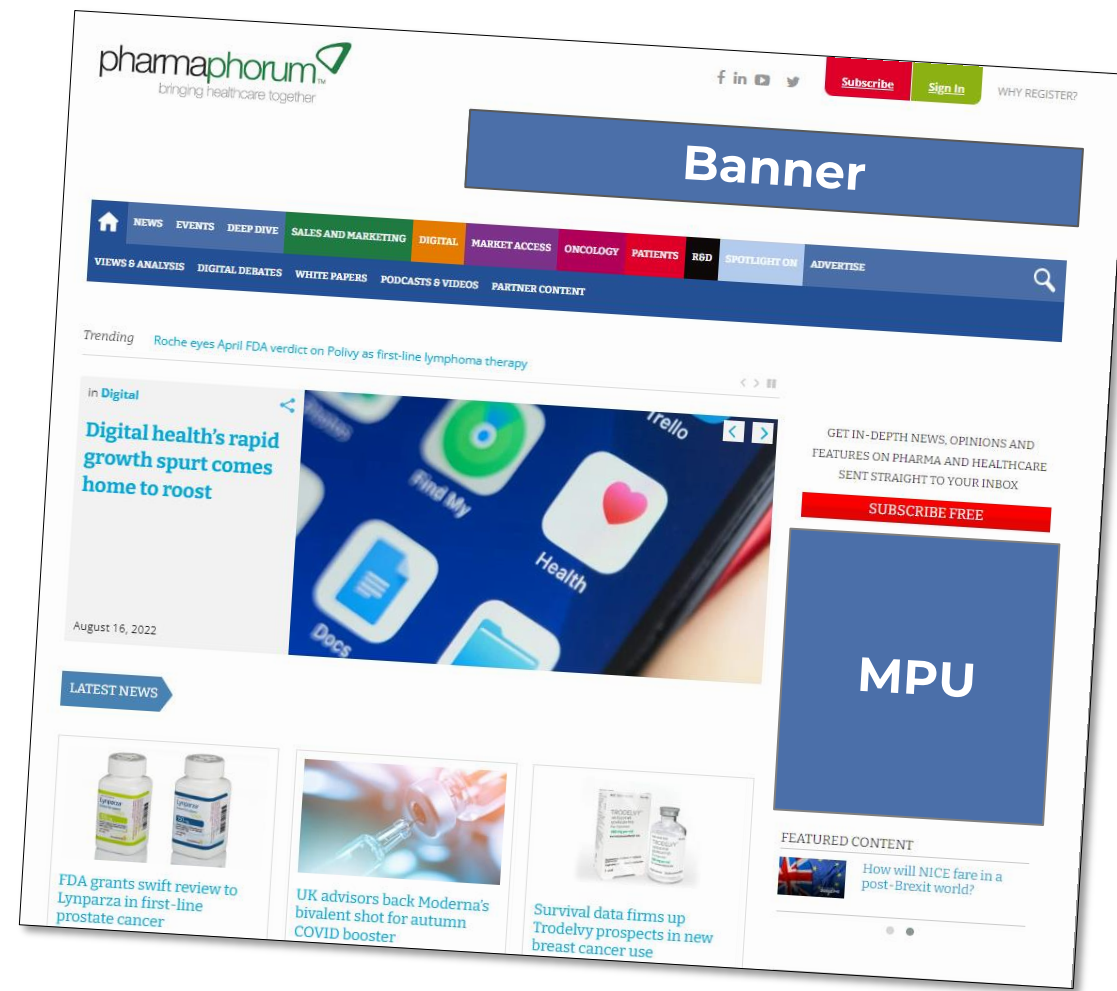 pharmaphorum™
bringing healthcare together
Subscribe
Sign In
WHY REGISTER?
Banner
NEWS EVENTS DEEP DIVE SALES AND MARKETING DIGITAL MARKET ACCESS ONCOLOGY PATIENTS R&D SPOTLIGHT ON ADVERTISE
VIEWS & ANALYSIS DIGITAL DEBATES WHITE PAPERS PODCASTS & VIDEOS PARTNER CONTENT
Trending Roche eyes April FDA verdict on Polivy as first-line lymphoma therapy
in Digital
Digital health's rapid
growth spurt comes
home to roost
August 16, 2022
Photos
Trello
Find My
Health
Docs
GET IN-DEPTH NEWS, OPINIONS AND
FEATURES ON PHARMA AND HEALTHCARE
SENT STRAIGHT TO YOUR INBOX
SUBSCRIBE FREE
MPU
LATEST NEWS
Lynparza
Lynparza
TRODELVY
FDA grants swift review to
Lynparza in first-line
prostate cancer
UK advisors back Moderna's
bivalent shot for autumn
COVID booster
Survival data firms up
Trodelvy prospects in new
breast cancer use
FEATURED CONTENT
How will NICE fare in a
post-Brexit world?